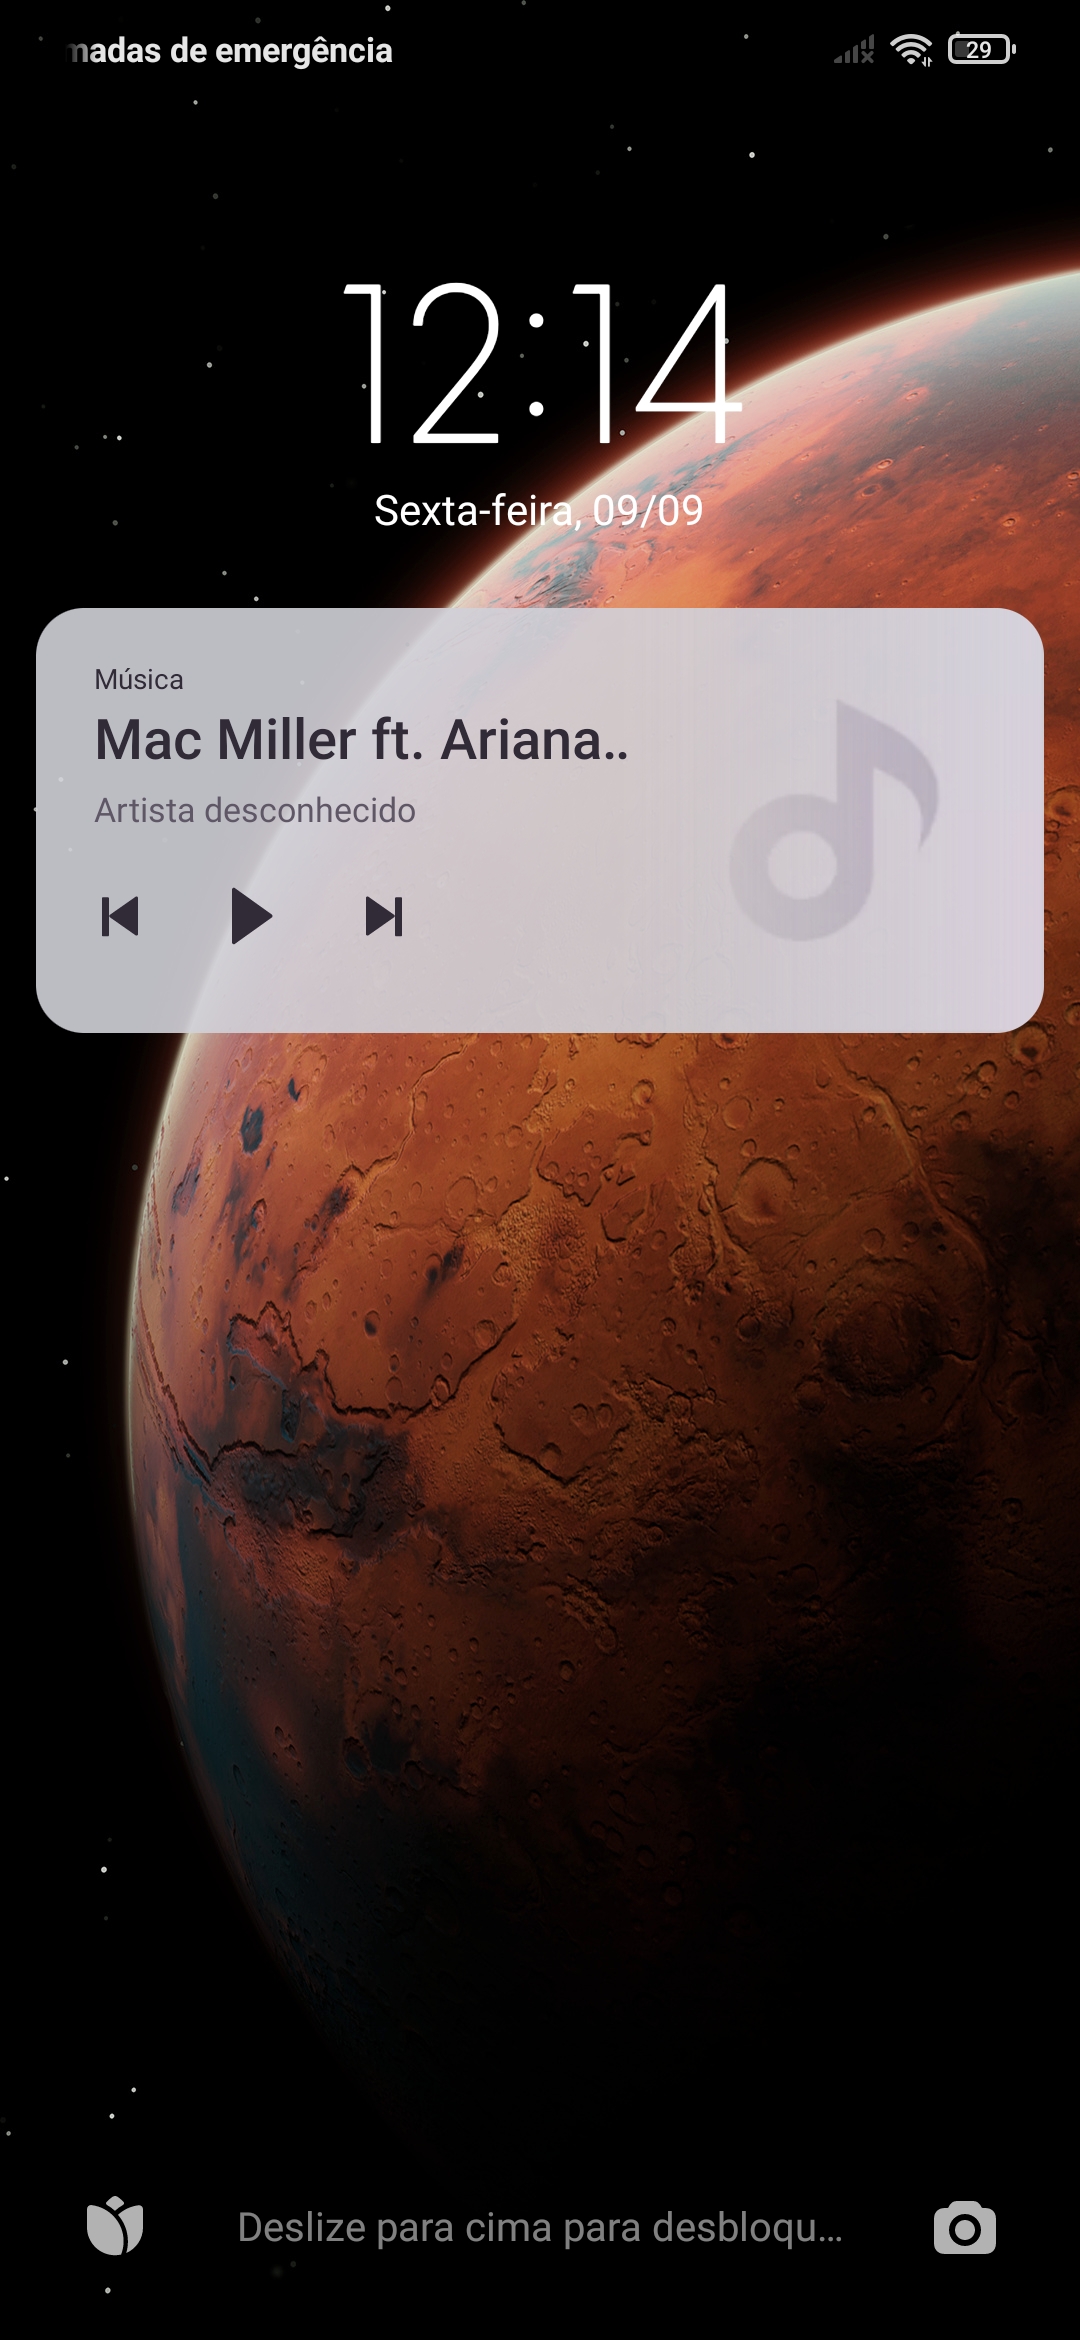 madas de emergência
29
12:14
Sexta-feira, 09/09
Música
Mac Miller ft. Ariana..
Artista desconhecido
Deslize para cima para desbloqu...